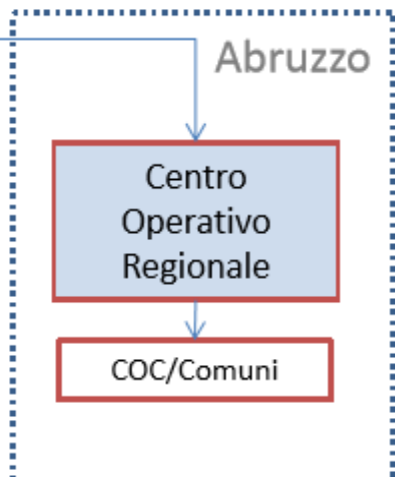 Abruzzo
Centro
Operativo
Regionale
COC/Comuni